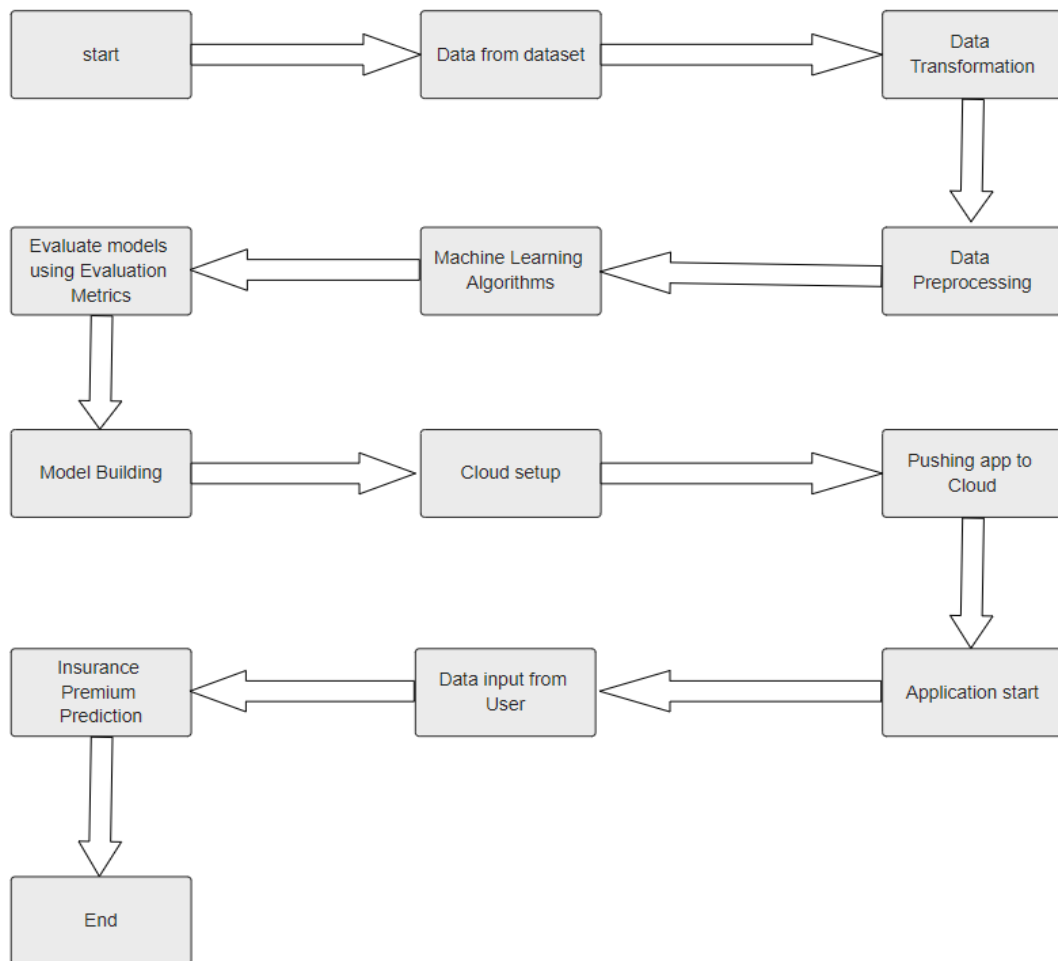 start
Data from dataset
Data
Transformation
Data
Preprocessing
Machine Learning
Algorithms
Evaluate models
using Evaluation
Metrics
Model Building
Cloud setup
Pushing app to
Cloud
Application start
Data input from
User
Insurance
Premium
Prediction
End